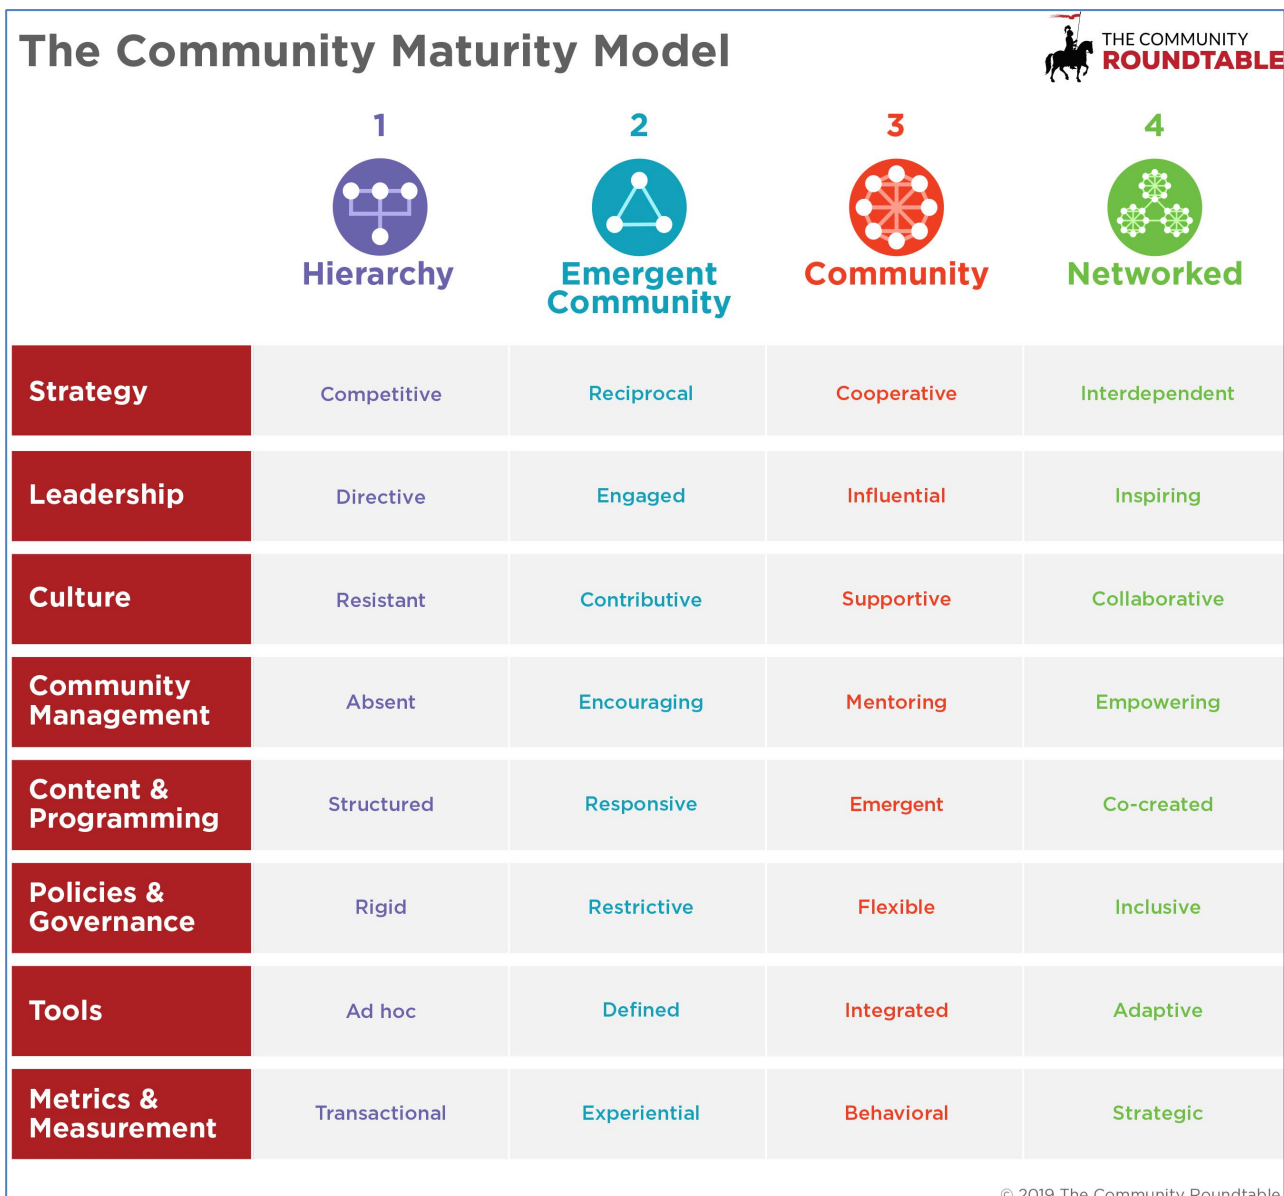 The Community Maturity Model
THE COMMUNITY
ROUNDTABLE
1 2 3 4
Hierarchy Emergent Community Networked
Community
Strategy Competitive Reciprocal Cooperative Interdependent
Leadership Directive Engaged Influential Inspiring
Culture Resistant Contributive Supportive Collaborative
Community
Management Absent Encouraging Mentoring Empowering
Content &
Programming Structured Responsive Emergent Co-created
Policies &
Governance Rigid Restrictive Flexible Inclusive
Tools Ad hoc Defined Integrated Adaptive
Metrics &
Measurement Transactional Experiential Behavioral Strategic
© 2019 The Community Roundtable